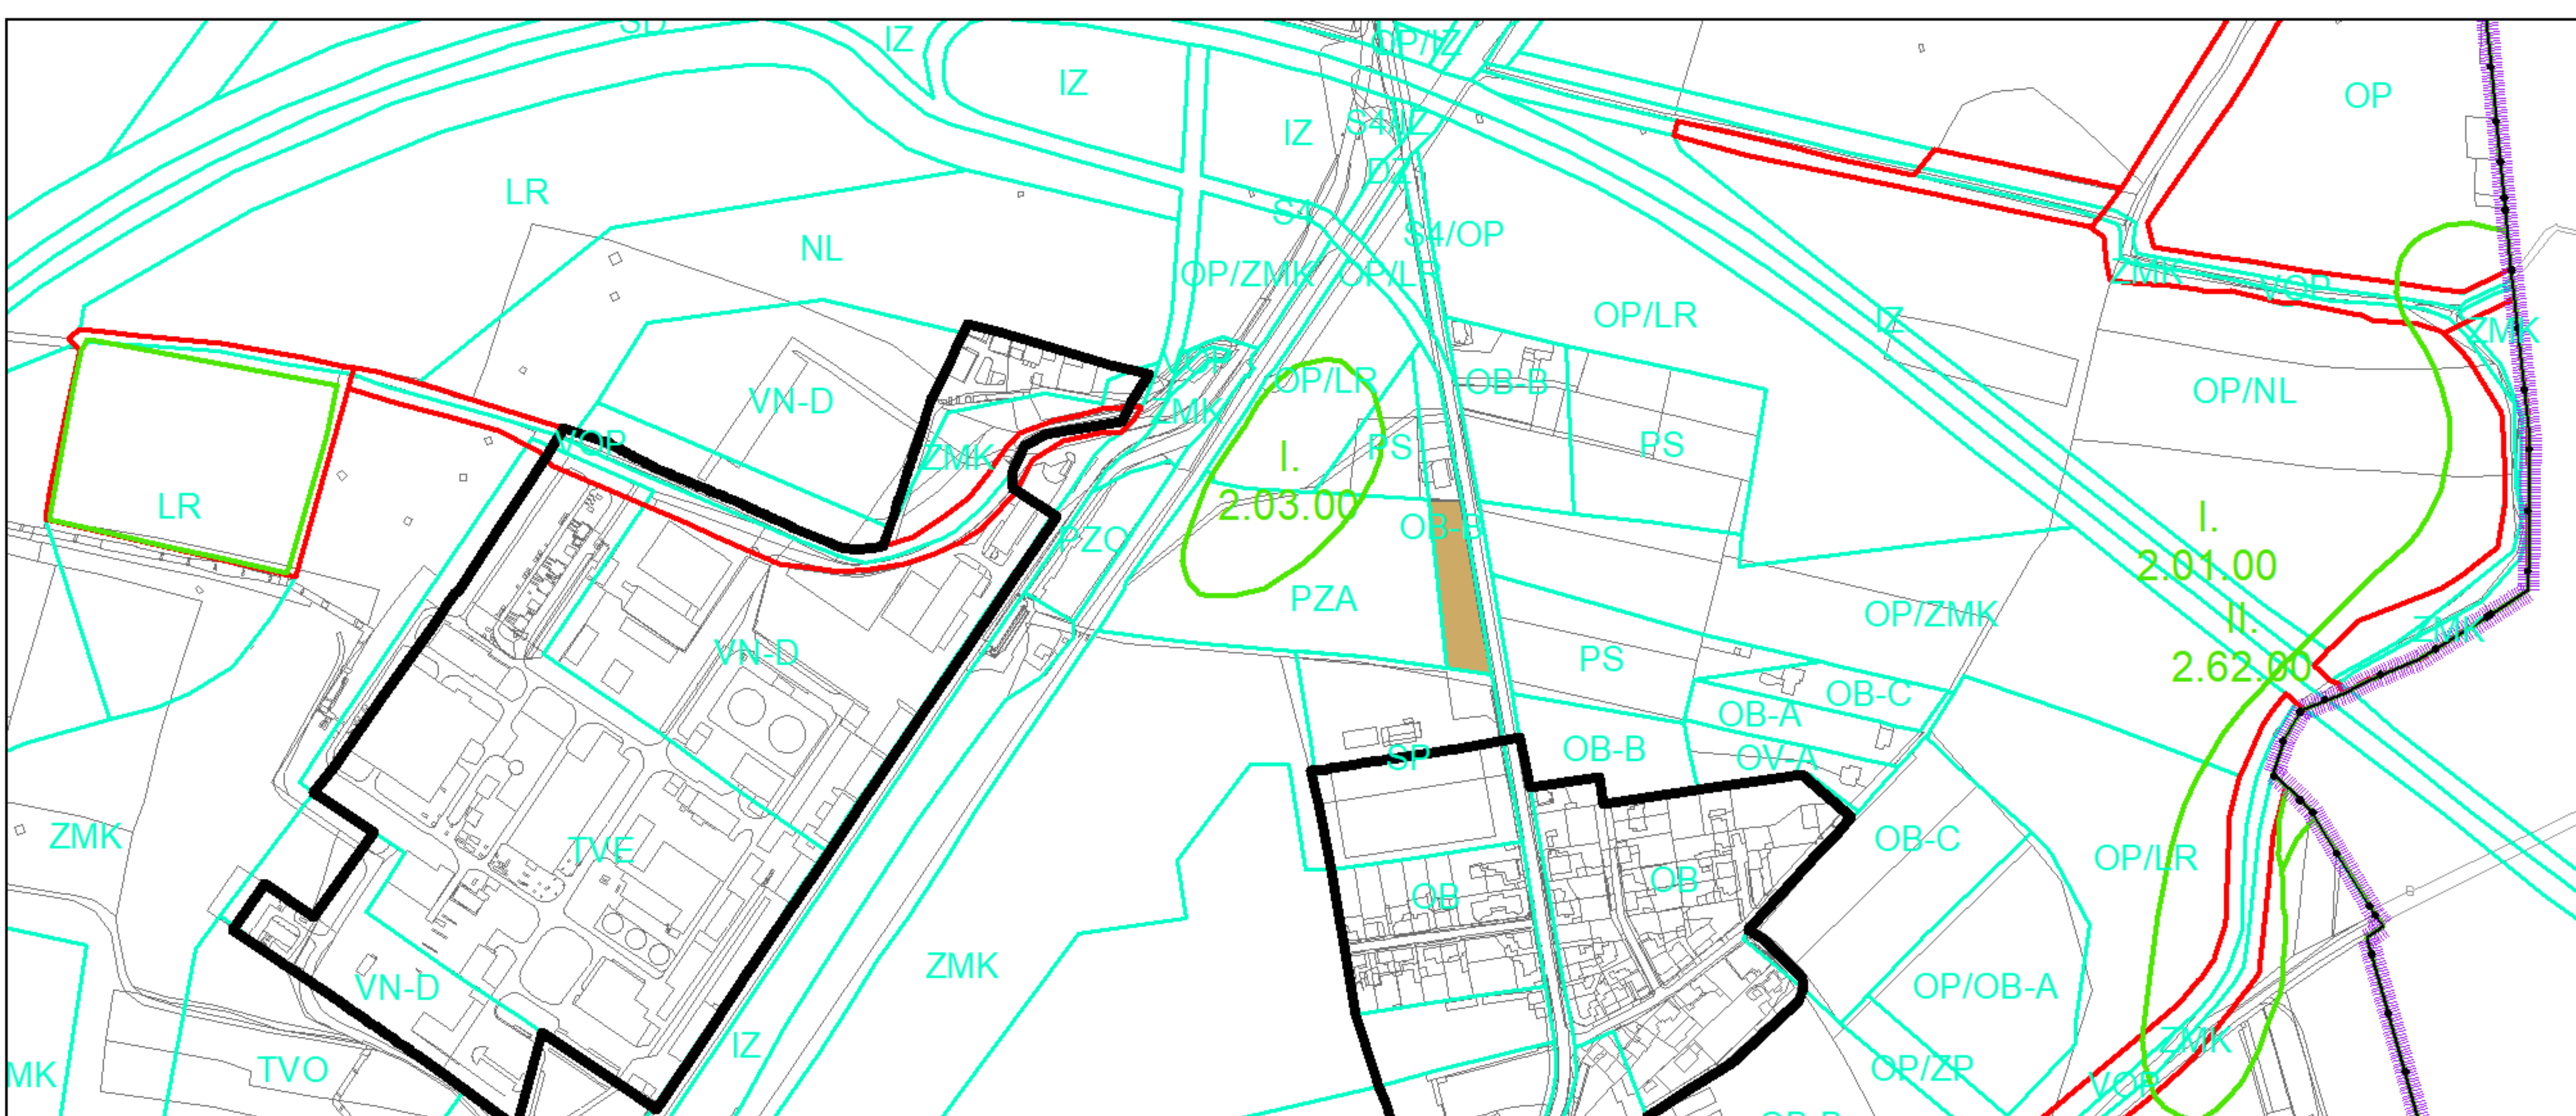 SD
IZ
OP/IZ
IZ
OP
IZ
S4/IZ
DZ
LR
S4
S4/OP
NL
OP/ZMK
OP/LR
ZMK
VOP
OP/LR
IZ
ZMK
VOP
OP/LR
OB-B
OP/NL
VN-D
ZMK
VOP
ZMK
PS
PS
I.
2.03.00
LR
OB-B
PZO
I.
2.01.00
PZA
OP/ZMK
II.
2.62.00
ZMK
VN-D
PS
OB-C
OB-A
OB-B
OV-A
SP
ZMK
TVE
OB-C
OP/LR
OB
OB
ZMK
VN-D
OP/OB-A
IZ
ZMK
TVO
MK
OP/ZP
VOP